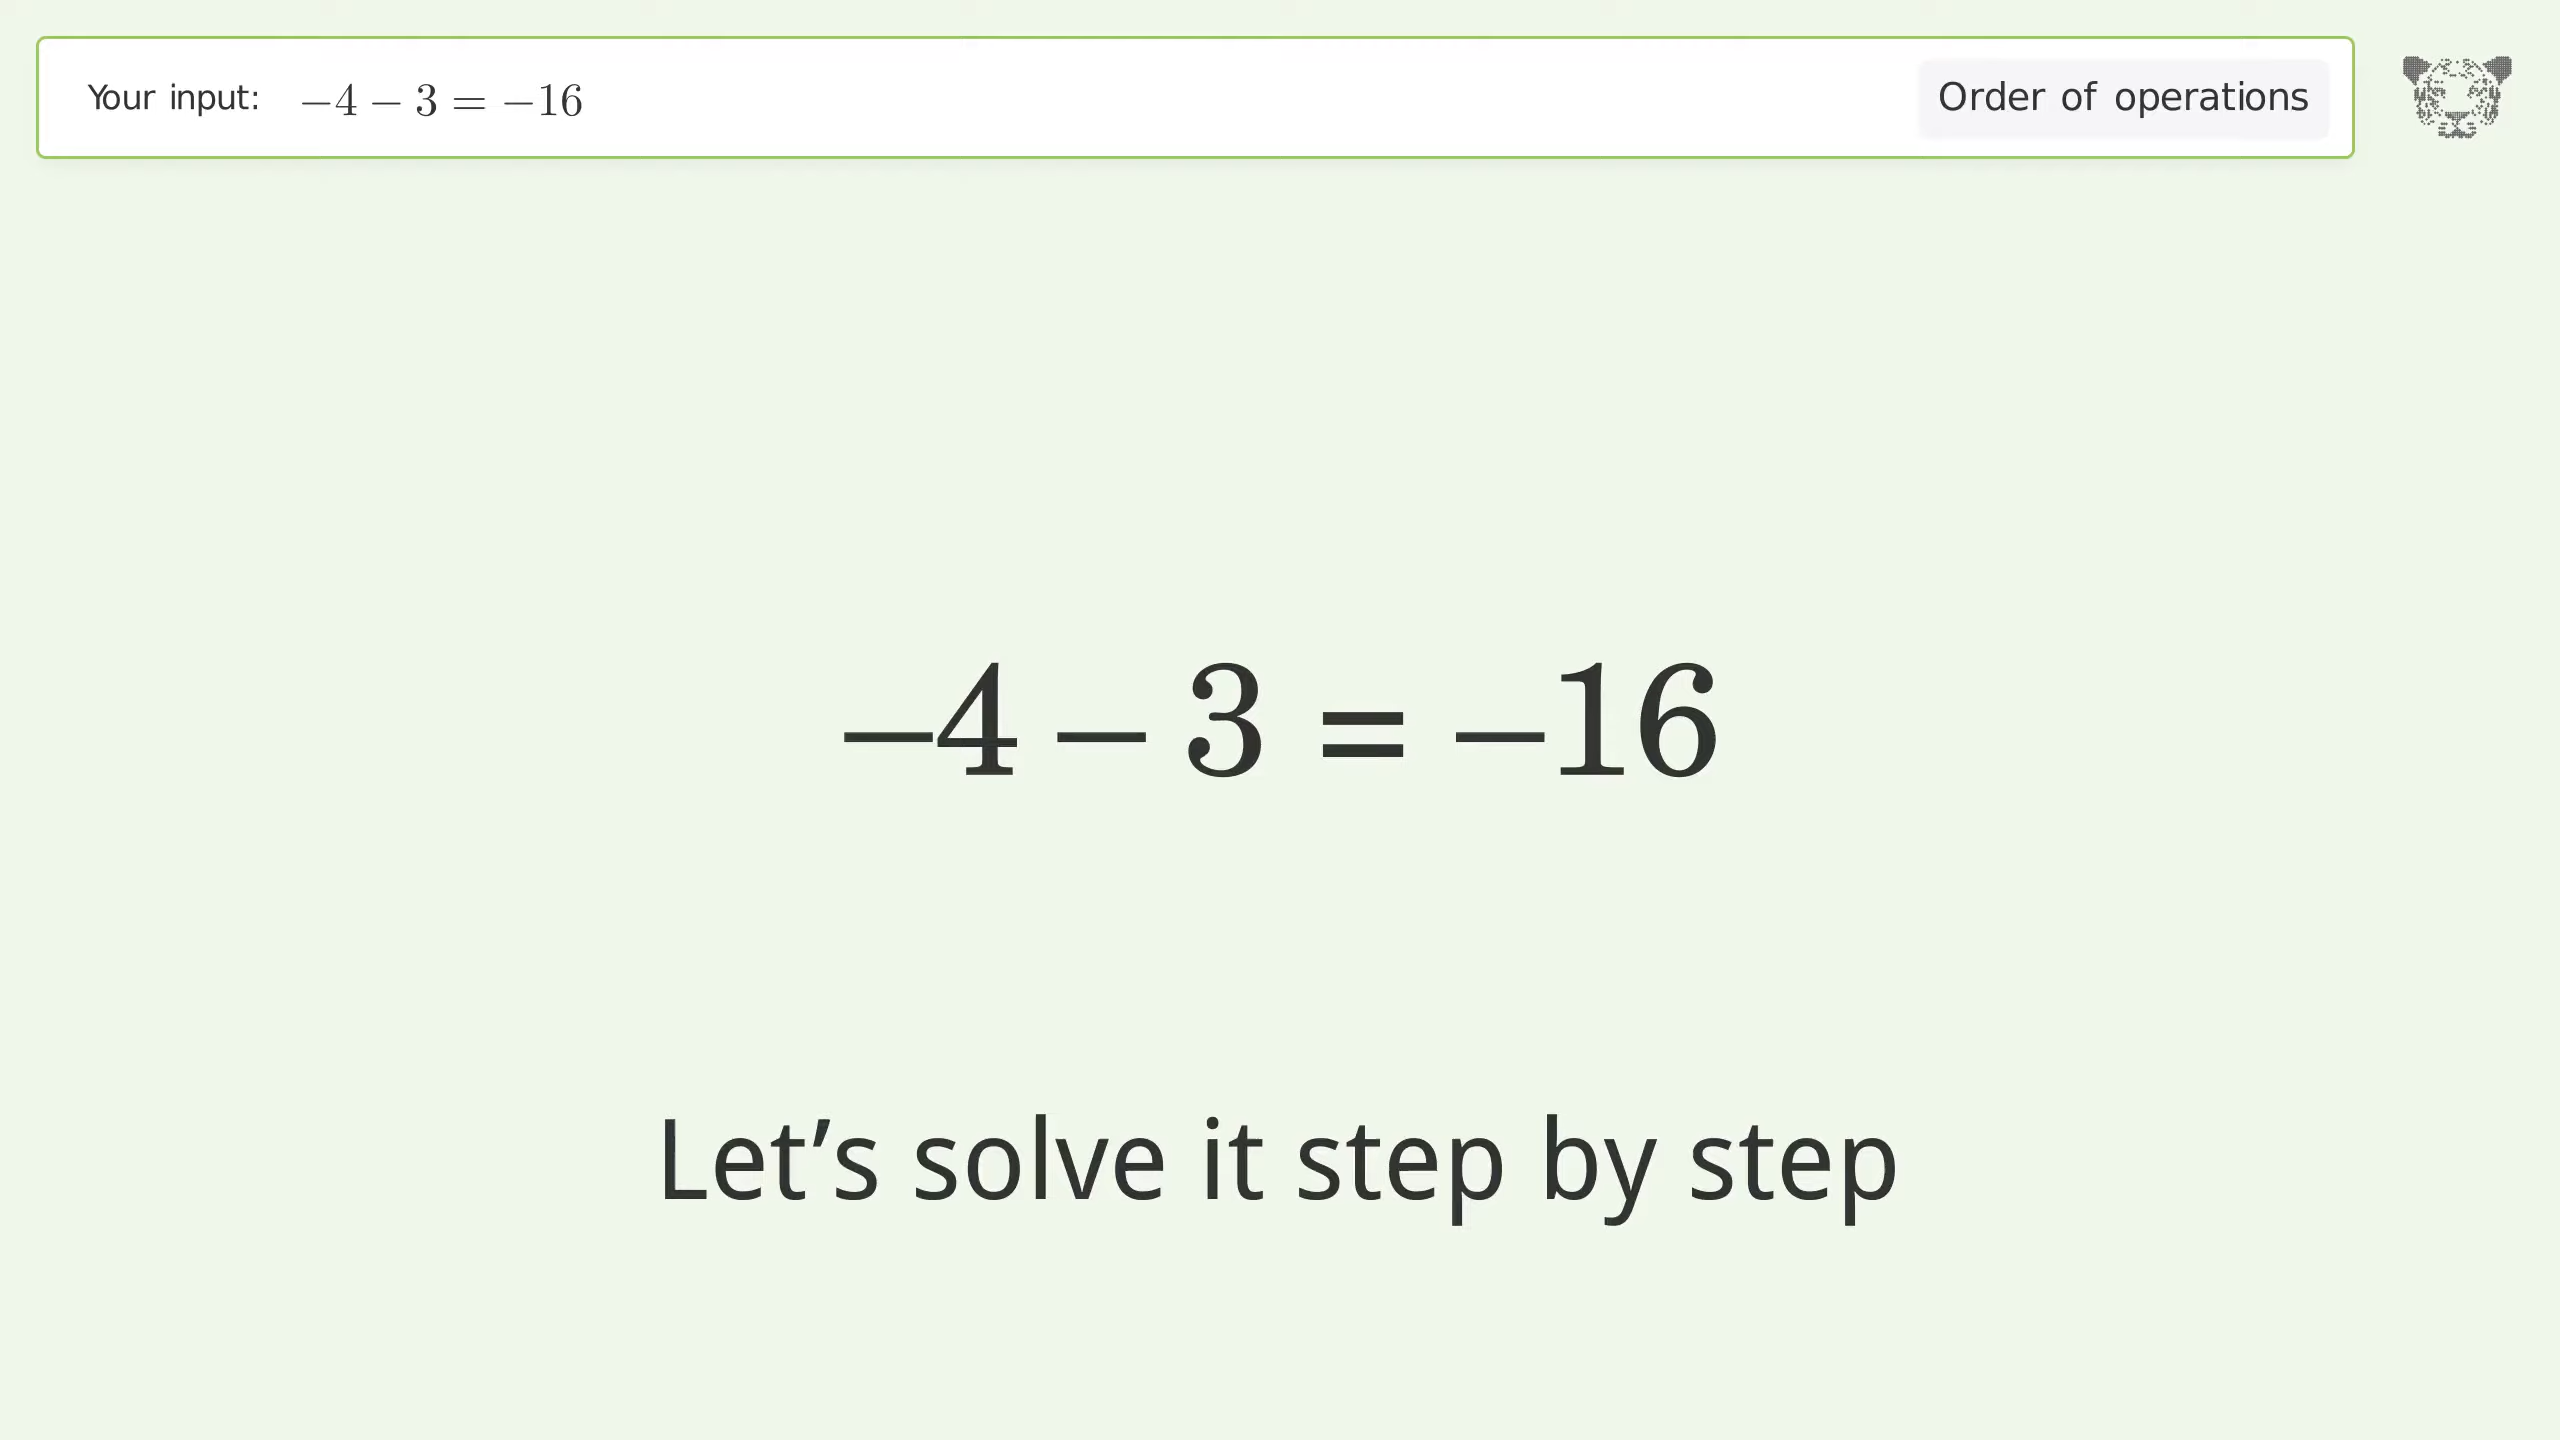 Your input: −4 − 3 = −16
Order of operations
−4 − 3 = −16
Let’s solve it step by step